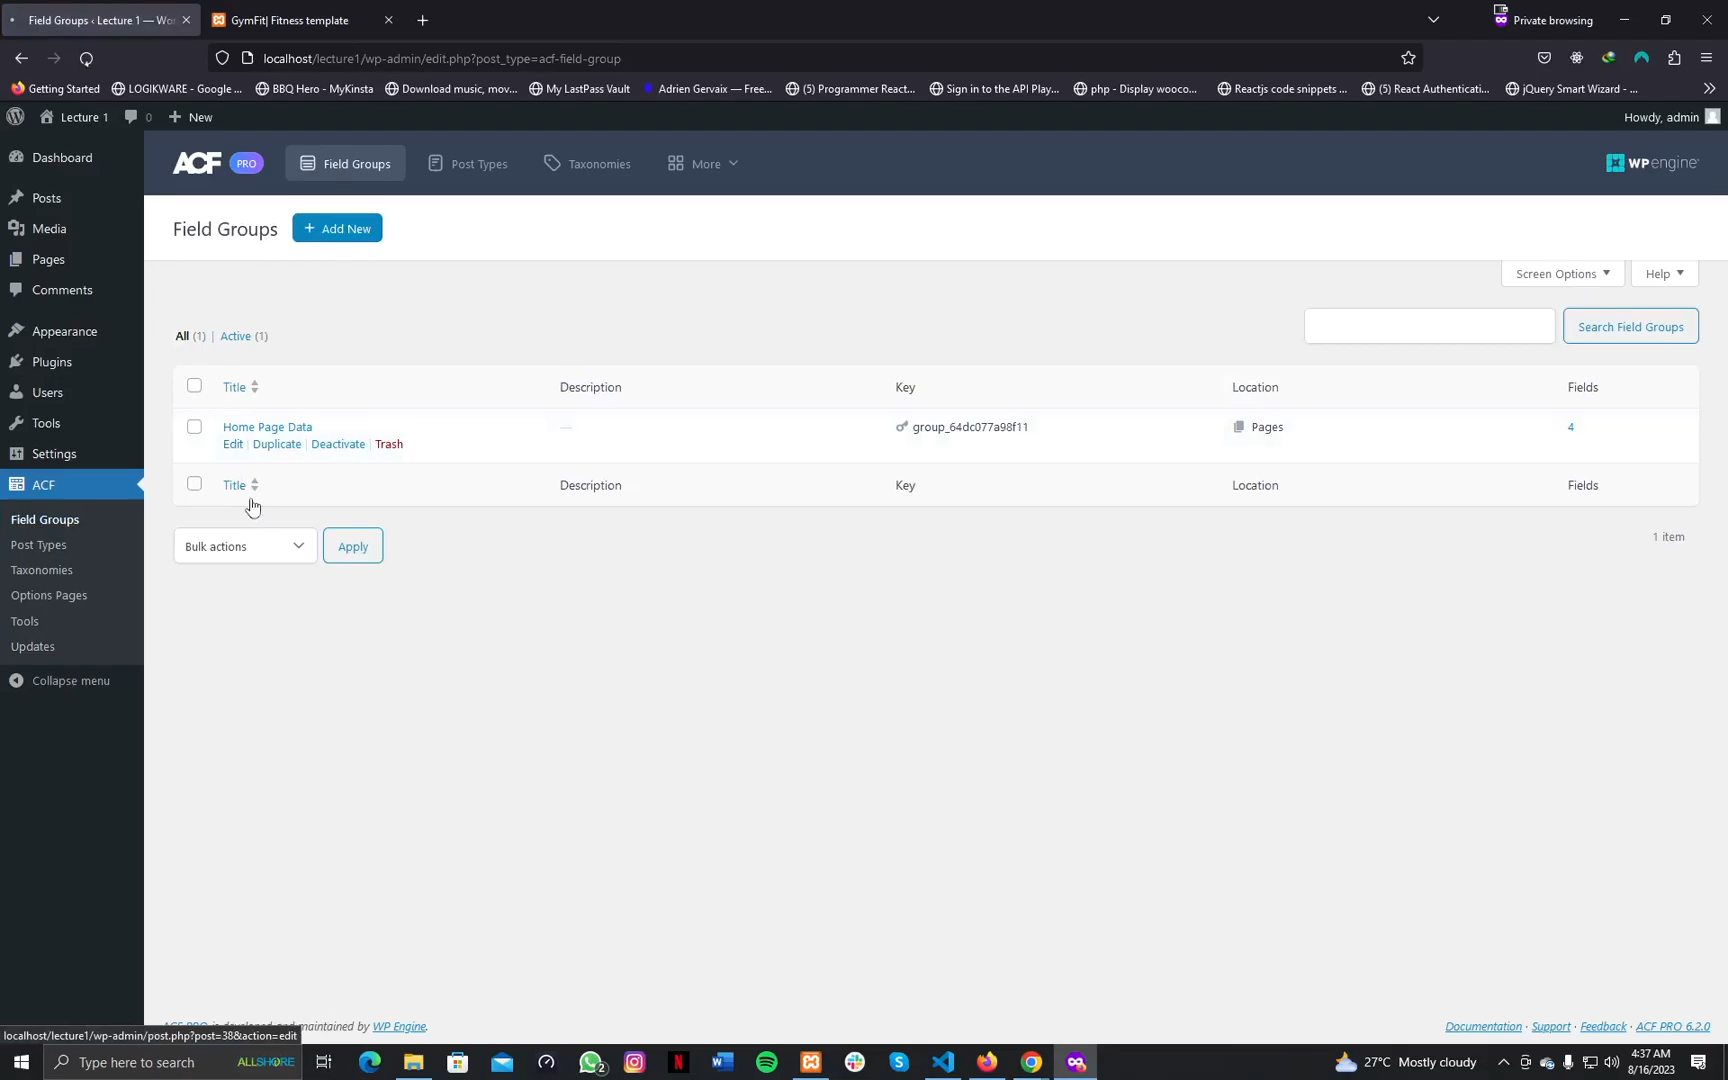 Field Groups ‹ Lecture 1 — Wor
GymFit| Fitness template
Private browsing
localhost/lecture1/wp-admin/edit.php?post_type=acf-field-group
Getting Started
LOGIKWARE - Google ...
BBQ Hero - MyKinsta
Download music, mov...
My LastPass Vault
Adrien Gervaix — Free...
(5) Programmer React...
Sign in to the API Play...
php - Display wooco...
Reactjs code snippets ...
(5) React Authenticati...
jQuery Smart Wizard - ...
Lecture 1
0
New
Howdy, admin
Dashboard
Posts
Media
Pages
Comments
Appearance
Plugins
Users
Tools
Settings
ACF
Field Groups
Post Types
Taxonomies
Options Pages
Tools
Updates
Collapse menu
ACF PRO
Field Groups
Post Types
Taxonomies
More
WP engine
Field Groups
+ Add New
Screen Options
Help
All (1) | Active (1)
Search Field Groups
Title Description Key Location Fields
Home Page Data — group_64dc077a98f11 Pages 4
Edit | Duplicate | Deactivate | Trash
Title Description Key Location Fields
Bulk actions
Apply
1 item
ACF PRO is developed and maintained by WP Engine.
Documentation · Support · Feedback · ACF PRO 6.2.0
localhost/lecture1/wp-admin/post.php?post=38&action=edit
Type here to search
ALLSHORE
2
27°C Mostly cloudy
4:37 AM
8/16/2023